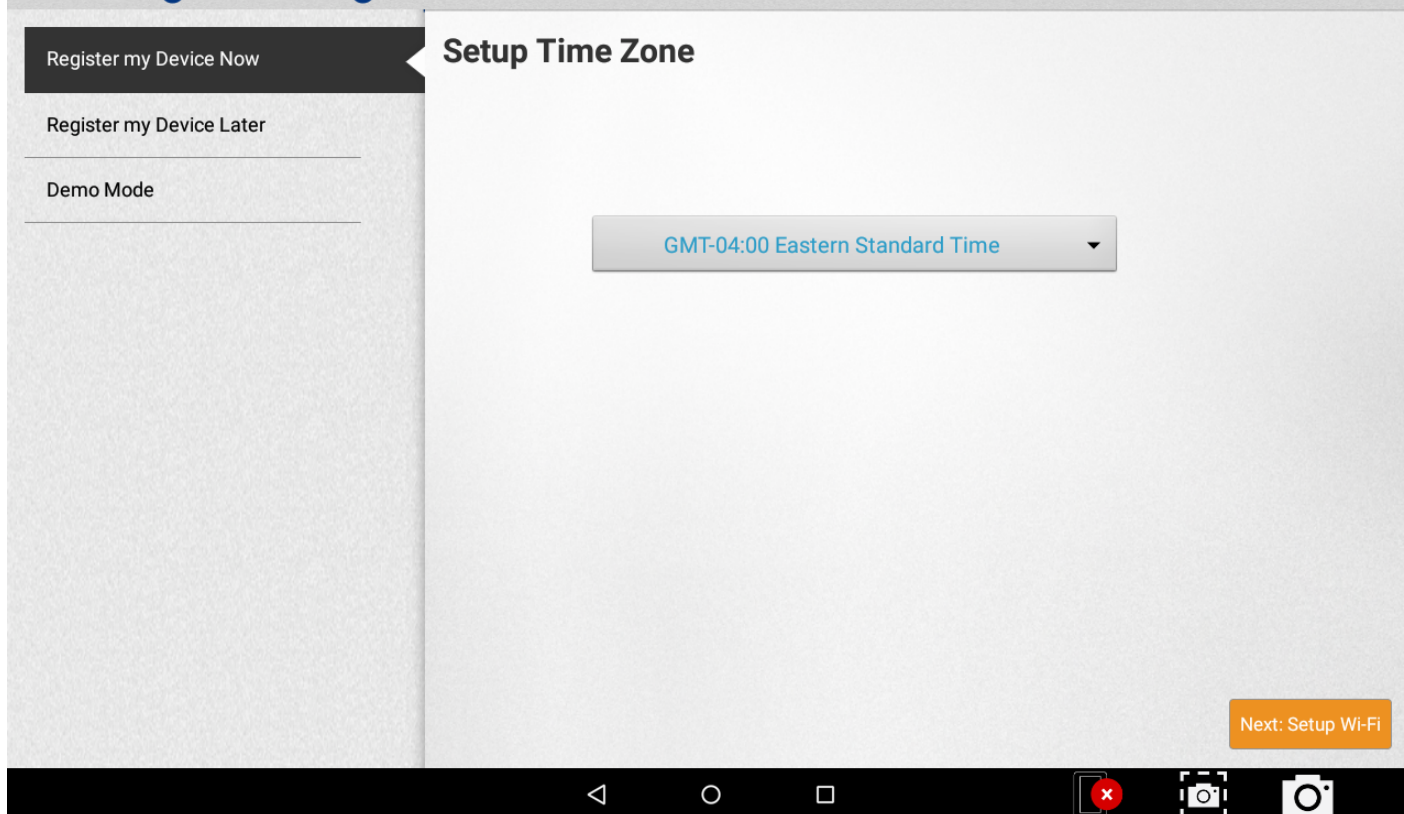 Register my Device Now
Register my Device Later
Demo Mode
Setup Time Zone
GMT-04:00 Eastern Standard Time
Next: Setup Wi-Fi